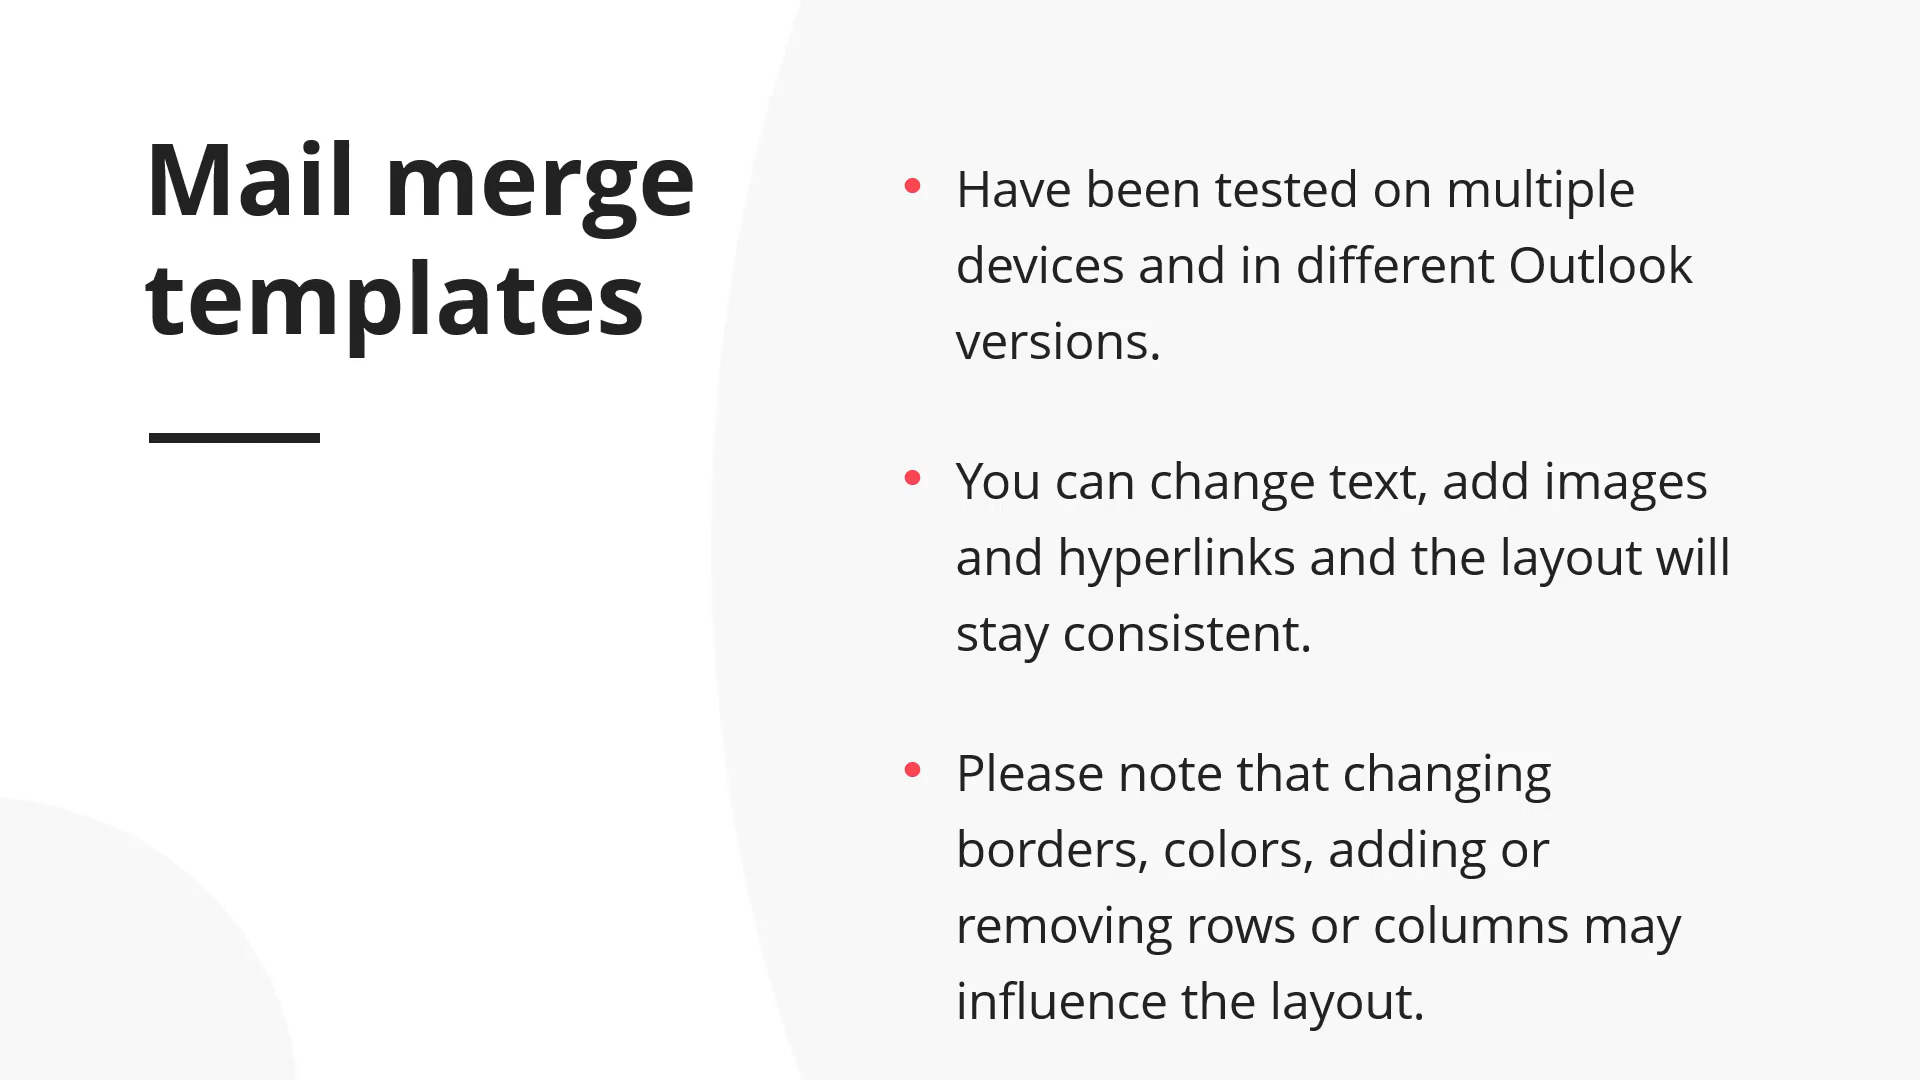 Mail merge
templates
Have been tested on multiple
devices and in different Outlook
versions.
You can change text, add images
and hyperlinks and the layout will
stay consistent.
Please note that changing
borders, colors, adding or
removing rows or columns may
influence the layout.